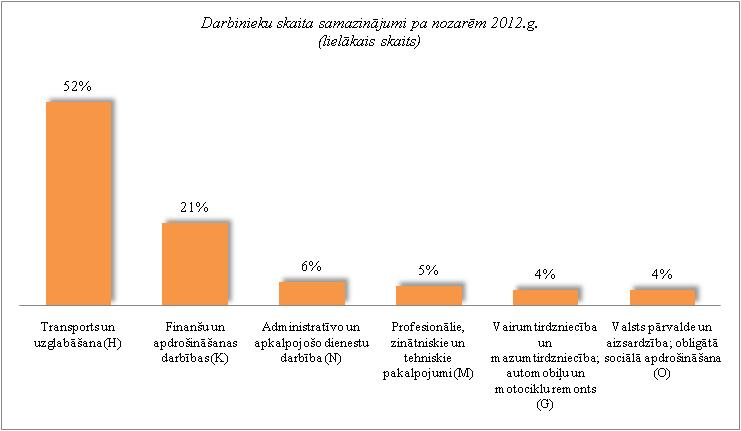 Darbinieku skaita samazinājumi pa nozarēm 2012.g.
(lielākais skaits)
52%
21%
6%
5%
4%
4%
Transports un
uzglabāšana (H)
Finanšu un
apdrošināšanas
darbības (K)
Administratīvo un
apkalpojošo dienestu
darbība (N)
Profesionālie,
zinātniskie un
tehniskie
pakalpojumi (M)
Vairumtirdzniecība
un
mazumtirdzniecība;
automobiļu un
motociklu remonts
(G)
Valsts pārvalde un
aizsardzība; obligātā
sociālā apdrošināšana
(O)